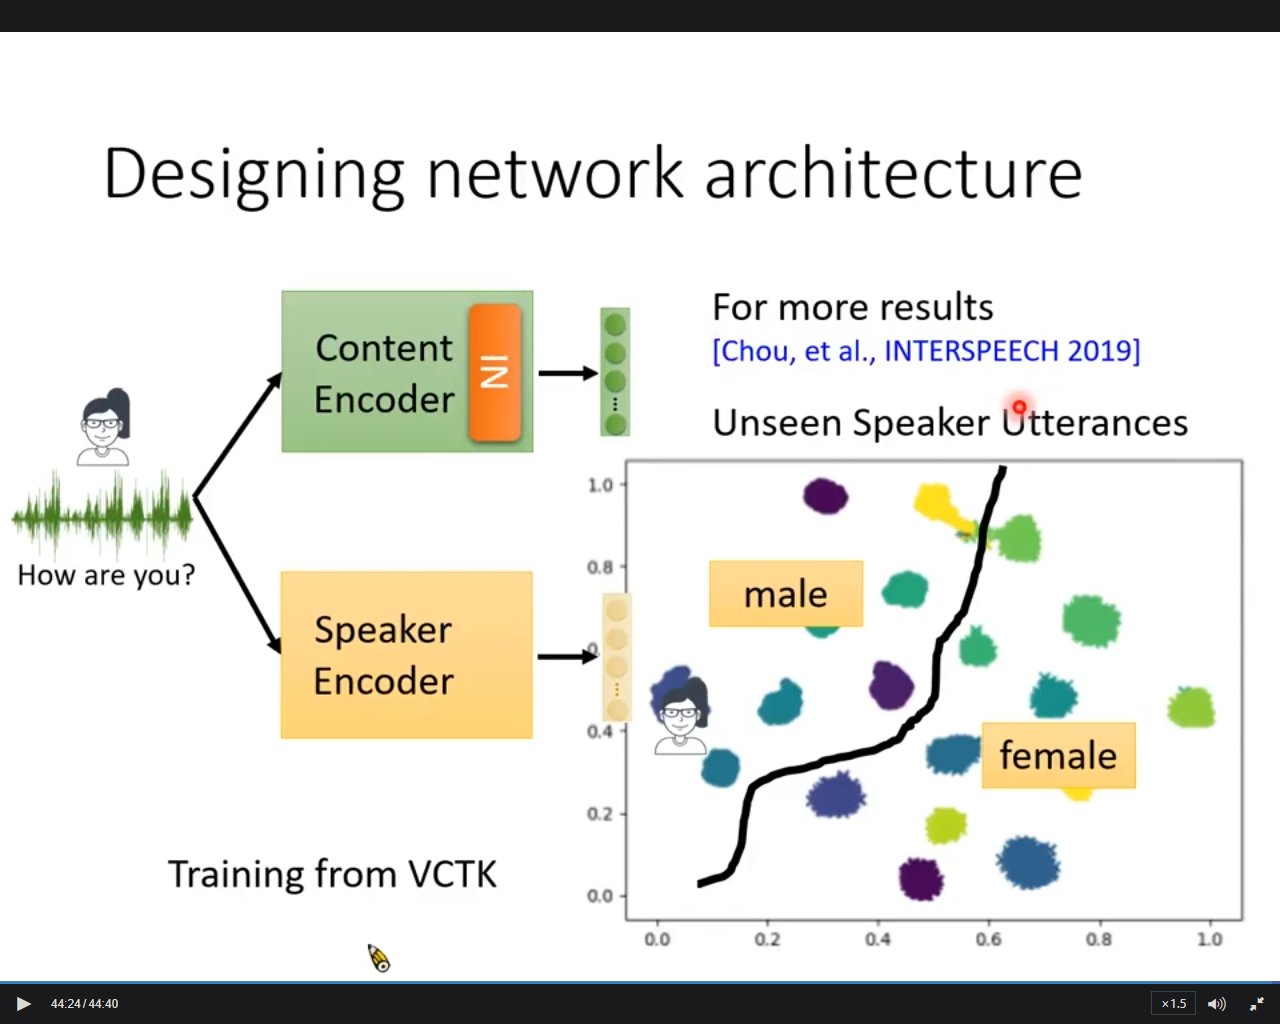 Designing network architecture
Content
Encoder
IN
For more results
[Chou, et al., INTERSPEECH 2019]
Unseen Speaker Utterances
How are you?
Speaker
Encoder
male
female
1.0
0.8
0.4
0.2
0.0
0.0 0.2 0.4 0.6 0.8 1.0
Training from VCTK
44:24/44:40
×1.5